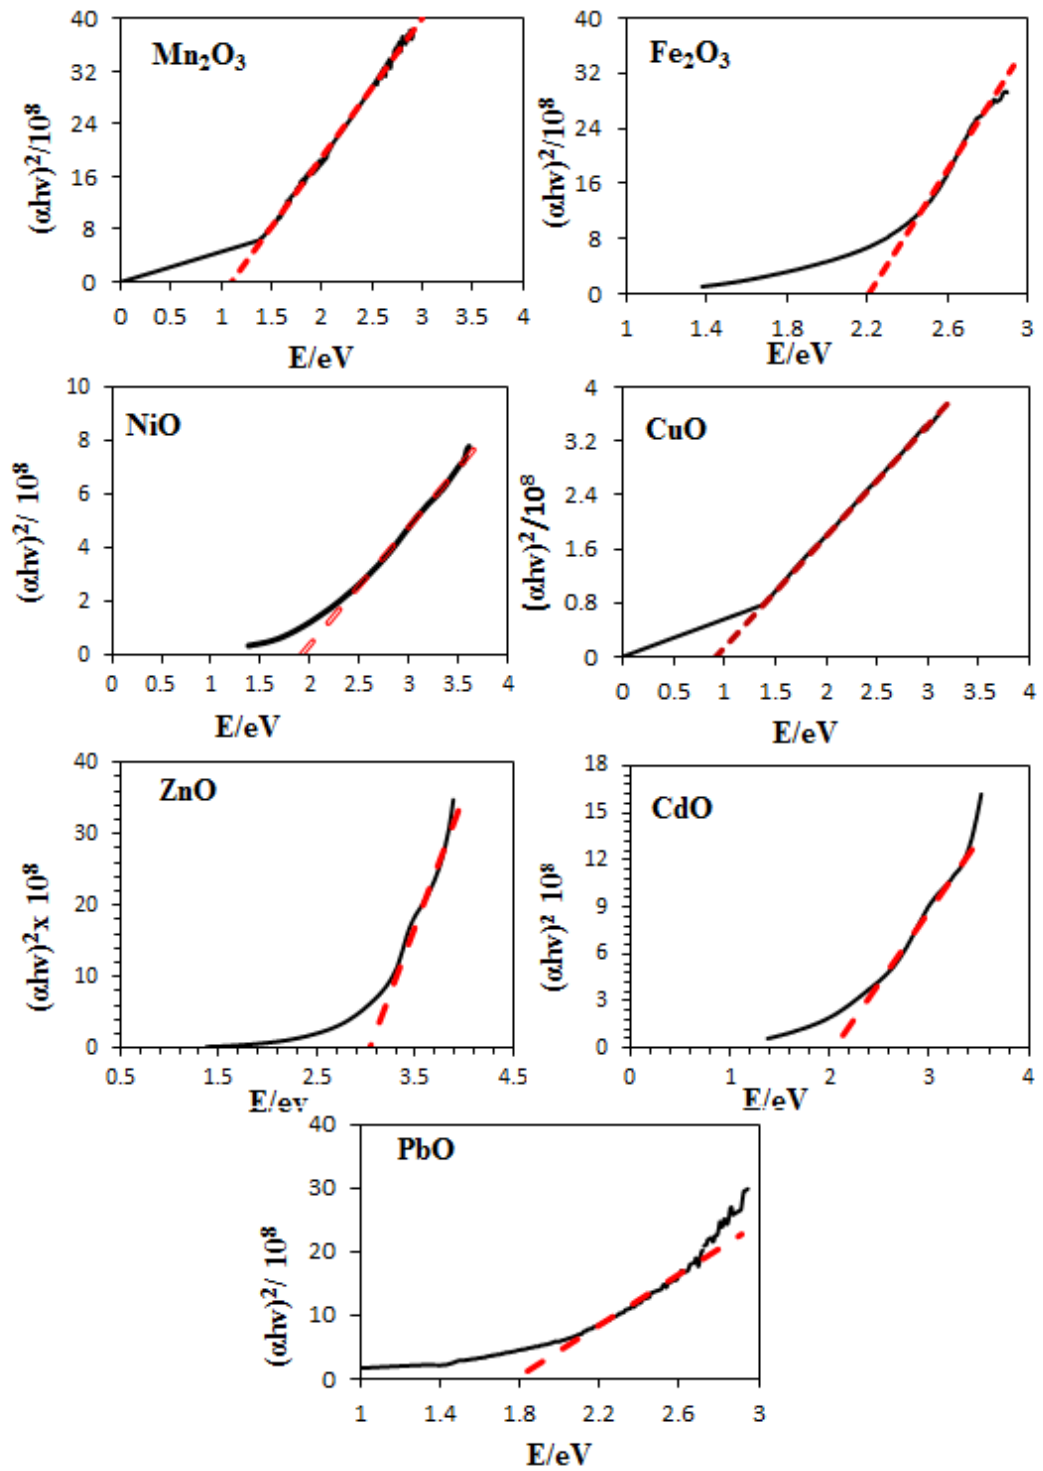 Mn₂O₃
(αhv)²/10⁸
40
32
24
16
8
0
0 0.5 1 1.5 2 2.5 3 3.5 4
E/eV
Fe₂O₃
(αhv)²/10⁸
40
32
24
16
8
0
1 1.4 1.8 2.2 2.6 3
E/eV
NiO
(αhv)²/ 10⁸
10
8
6
4
2
0
0 0.5 1 1.5 2 2.5 3 3.5 4
E/eV
CuO
(αhv)²/10⁸
4
3.2
2.4
1.6
0.8
0
0 0.5 1 1.5 2 2.5 3 3.5 4
E/eV
ZnO
(αhv)²x 10⁸
40
30
20
10
0
0.5 1.5 2.5 3.5 4.5
E/ev
CdO
(αhv)² 10⁸
18
15
12
9
6
3
0
0 1 2 3 4
E/eV
PbO
(αhv)²/ 10⁸
40
30
20
10
0
1 1.4 1.8 2.2 2.6 3
E/eV